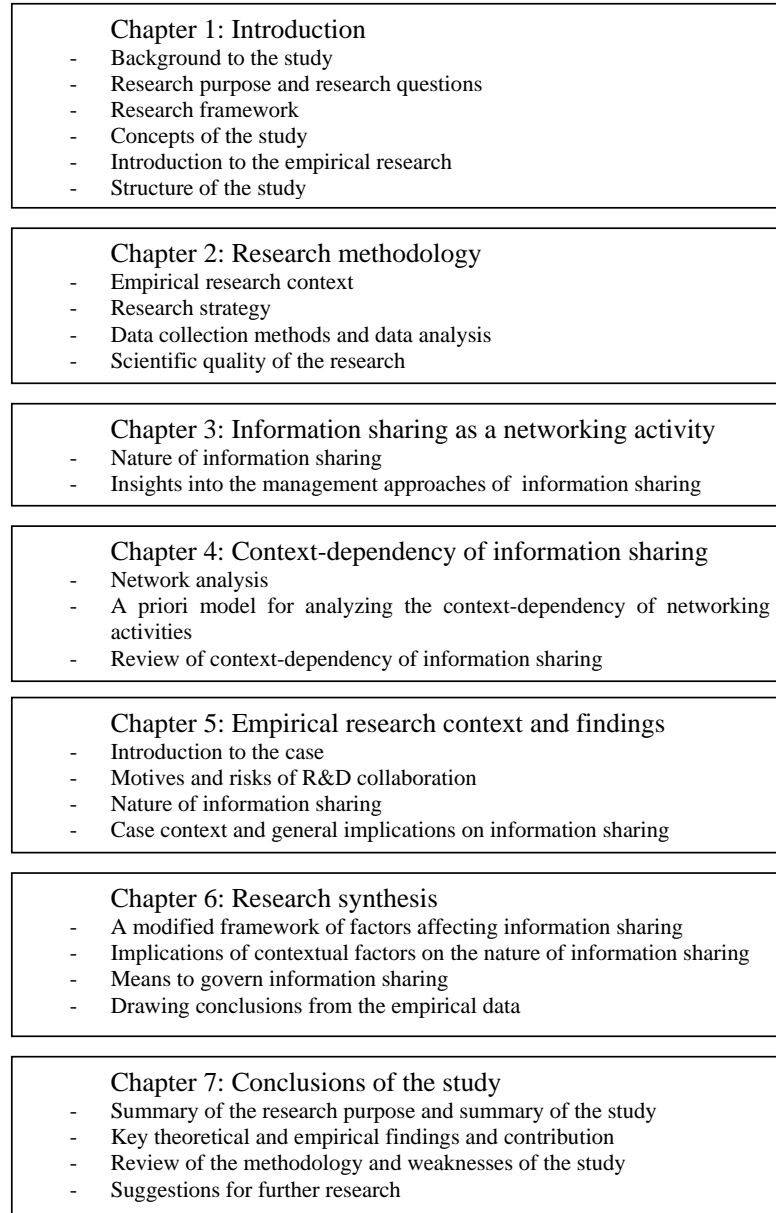 Chapter 1: Introduction
- Background to the study
- Research purpose and research questions
- Research framework
- Concepts of the study
- Introduction to the empirical research
- Structure of the study
Chapter 2: Research methodology
- Empirical research context
- Research strategy
- Data collection methods and data analysis
- Scientific quality of the research
Chapter 3: Information sharing as a networking activity
- Nature of information sharing
- Insights into the management approaches of information sharing
Chapter 4: Context-dependency of information sharing
- Network analysis
- A priori model for analyzing the context-dependency of networking
activities
- Review of context-dependency of information sharing
Chapter 5: Empirical research context and findings
- Introduction to the case
- Motives and risks of R&D collaboration
- Nature of information sharing
- Case context and general implications on information sharing
Chapter 6: Research synthesis
- A modified framework of factors affecting information sharing
- Implications of contextual factors on the nature of information sharing
- Means to govern information sharing
- Drawing conclusions from the empirical data
Chapter 7: Conclusions of the study
- Summary of the research purpose and summary of the study
- Key theoretical and empirical findings and contribution
- Review of the methodology and weaknesses of the study
- Suggestions for further research